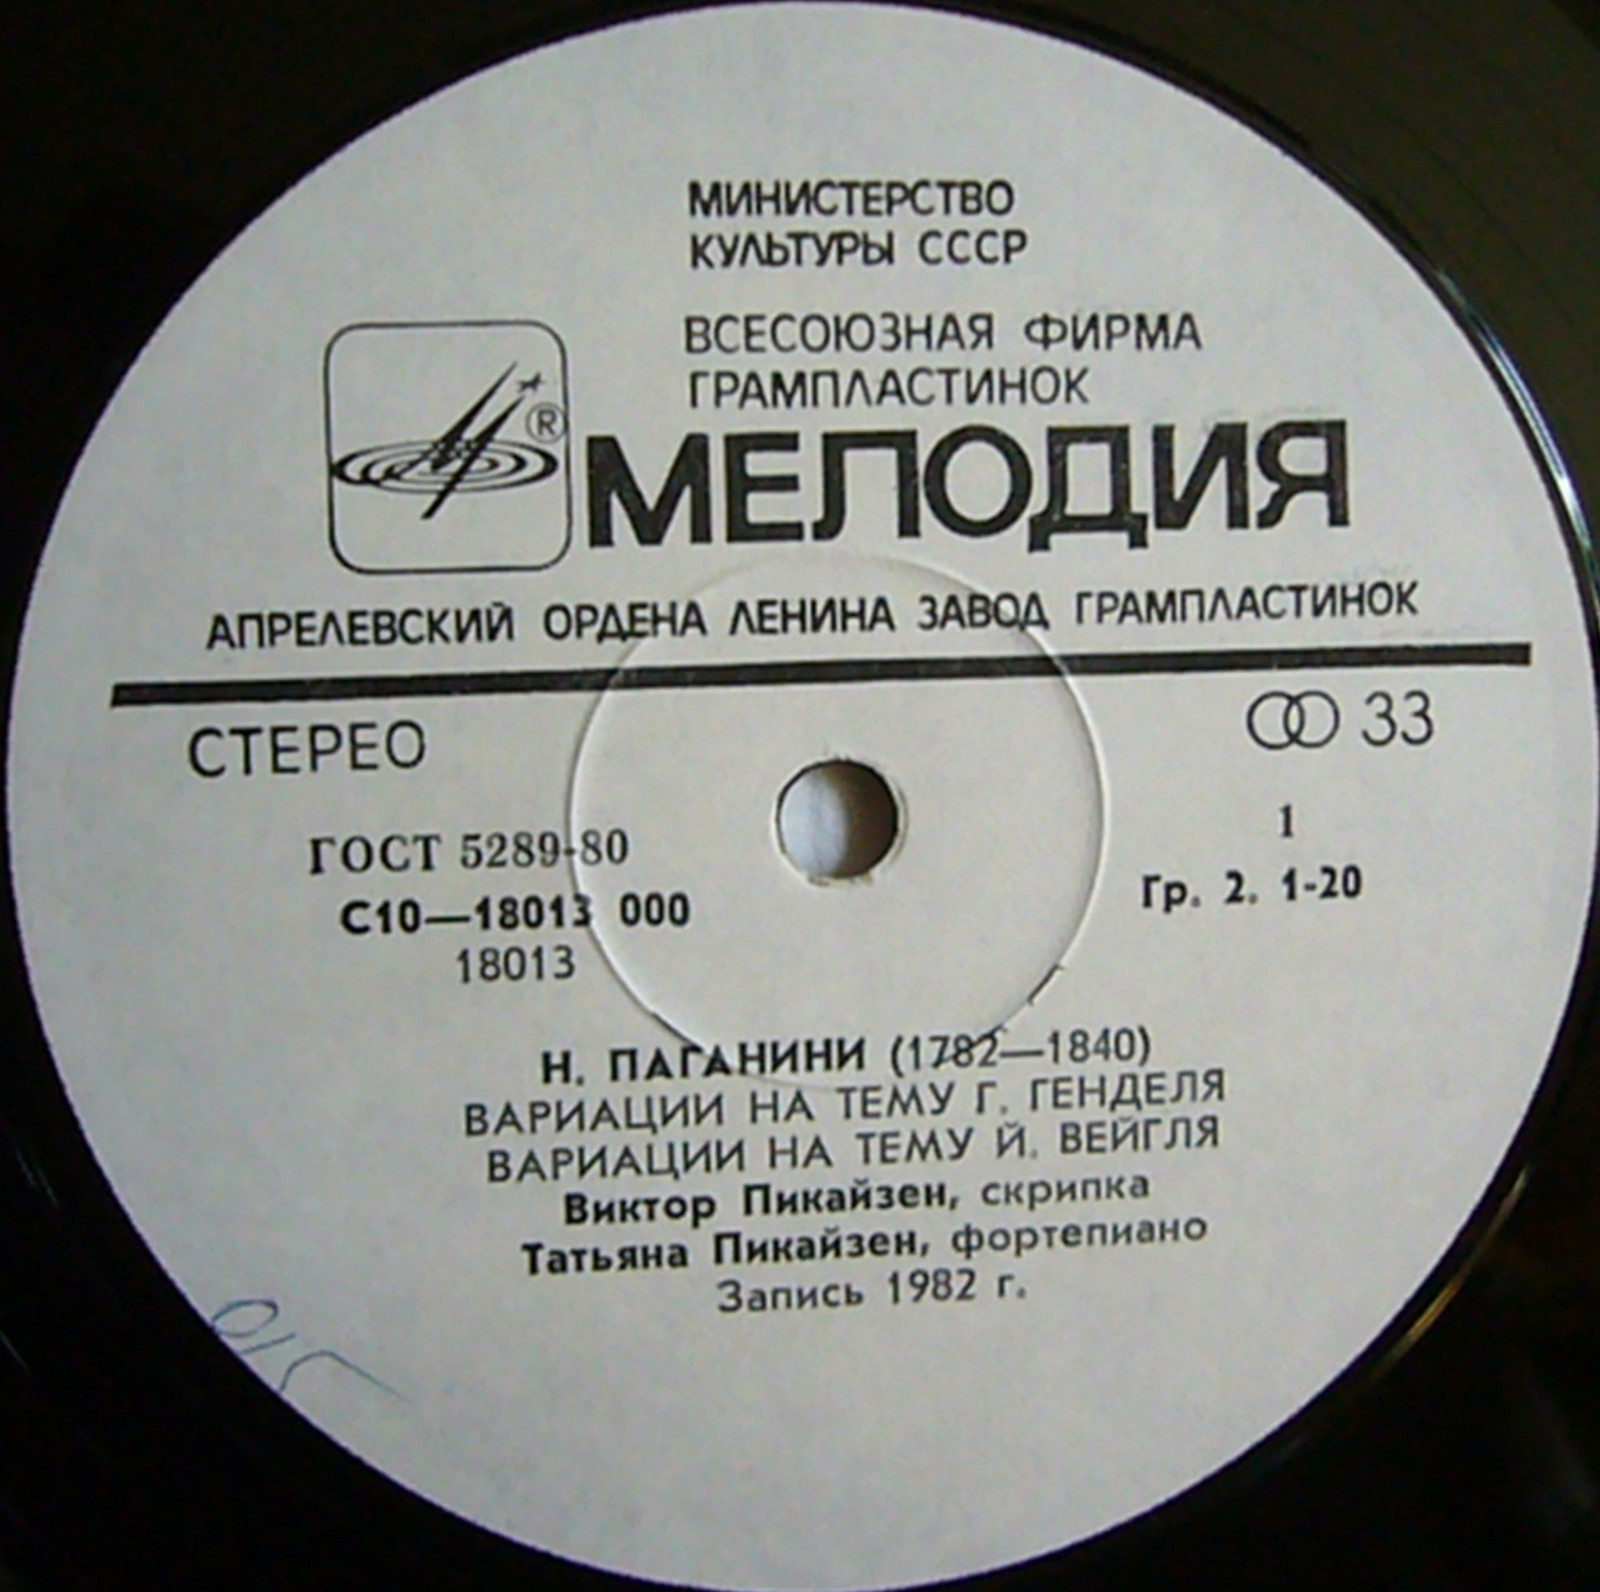 МИНИСТЕРСТВО
КУЛЬТУРЫ СССР
ВСЕСОЮЗНАЯ ФИРМА
ГРАМПЛАСТИНОК
®
МЕЛОДИЯ
АПРЕЛЕВСКИЙ ОРДЕНА ЛЕНИНА ЗАВОД ГРАМПЛАСТИНОК
СТЕРЕО
33
ГОСТ 5289-80
1
С10—18013 000
Гр. 2. 1-20
18013
Н. ПАГАНИНИ (1782—1840)
ВАРИАЦИИ НА ТЕМУ Г. ГЕНДЕЛЯ
ВАРИАЦИИ НА ТЕМУ Й. ВЕЙГЛЯ
Виктор Пикайзен, скрипка
Татьяна Пикайзен, фортепиано
Запись 1982 г.